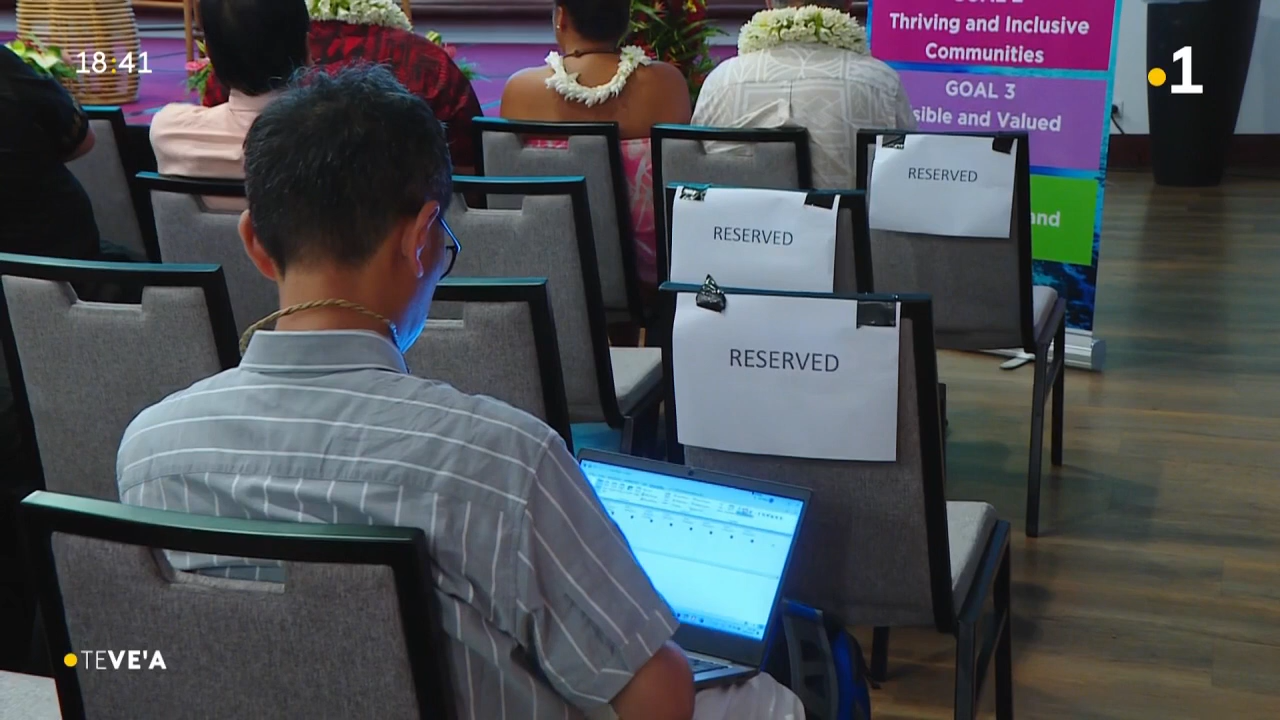 18.41
Thriving and Inclusive
Communities
GOAL 3
sible and Valued
and
1
RESERVED
RESERVED
RESERVED
TEVE'A